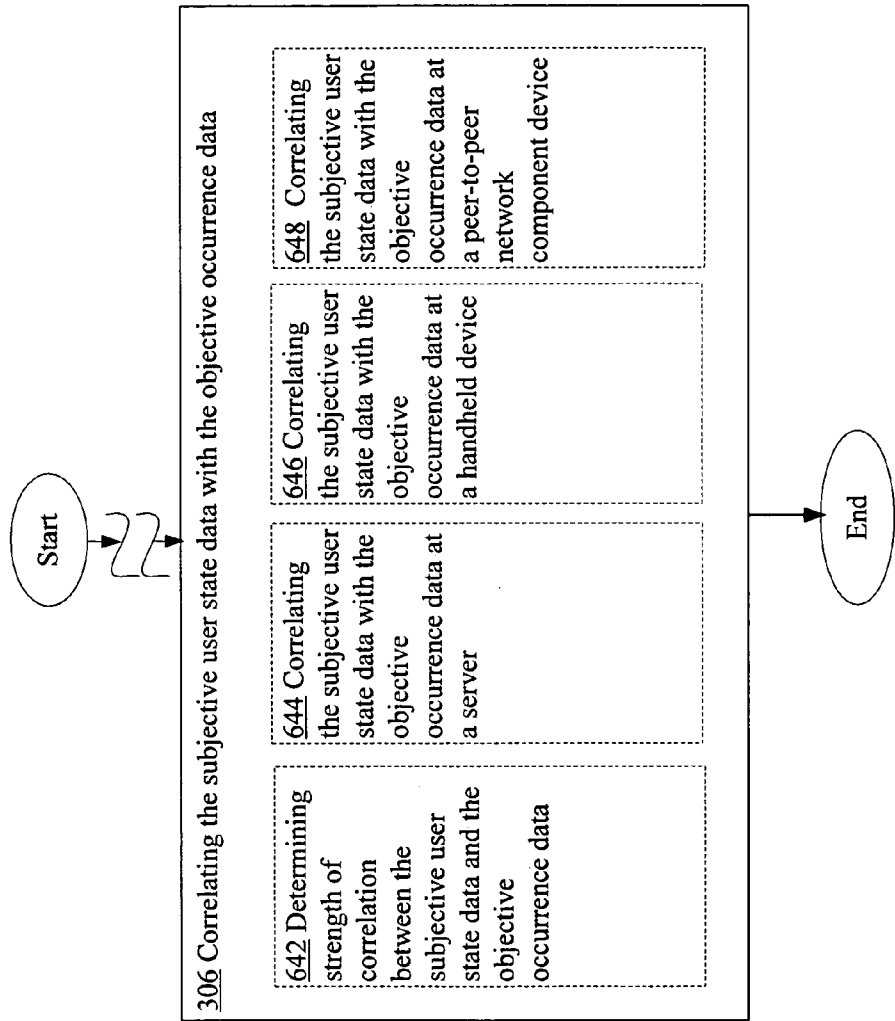 Start
306 Correlating the subjective user state data with the objective occurrence data
642 Determining
strength of
correlation
between the
subjective user
state data and the
objective
occurrence data
644 Correlating
the subjective user
state data with the
objective
occurrence data at
a server
646 Correlating
the subjective user
state data with the
objective
occurrence data at
a handheld device
648 Correlating
the subjective user
state data with the
objective
occurrence data at
a peer-to-peer
network
component device
End